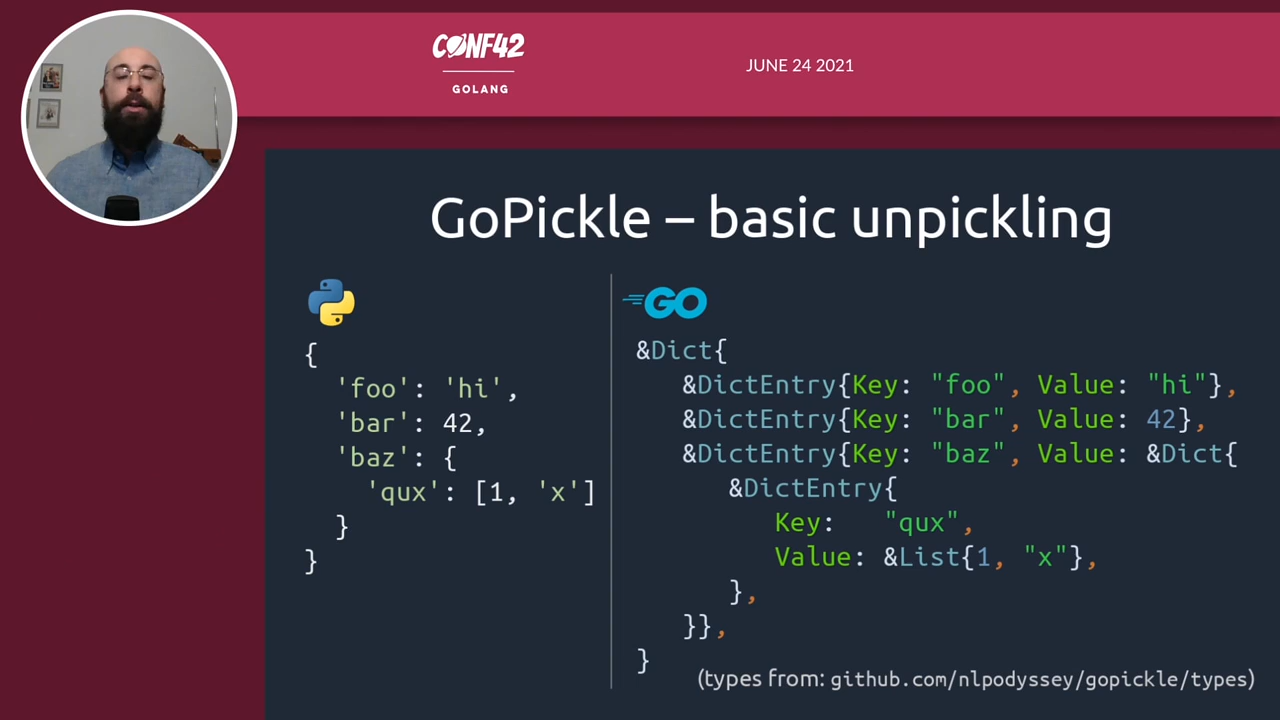 CONF42
GOLANG
JUNE 24 2021
GoPickle – basic unpickling
{
'foo': 'hi',
'bar': 42,
'baz': {
'qux': [1, 'x']
}
}
GO
&Dict{
&DictEntry{Key: "foo", Value: "hi"},
&DictEntry{Key: "bar", Value: 42},
&DictEntry{Key: "baz", Value: &Dict{
&DictEntry{
Key: "qux",
Value: &List{1, "x"},
},
}},
}
(types from: github.com/nlpodyssey/gopickle/types)